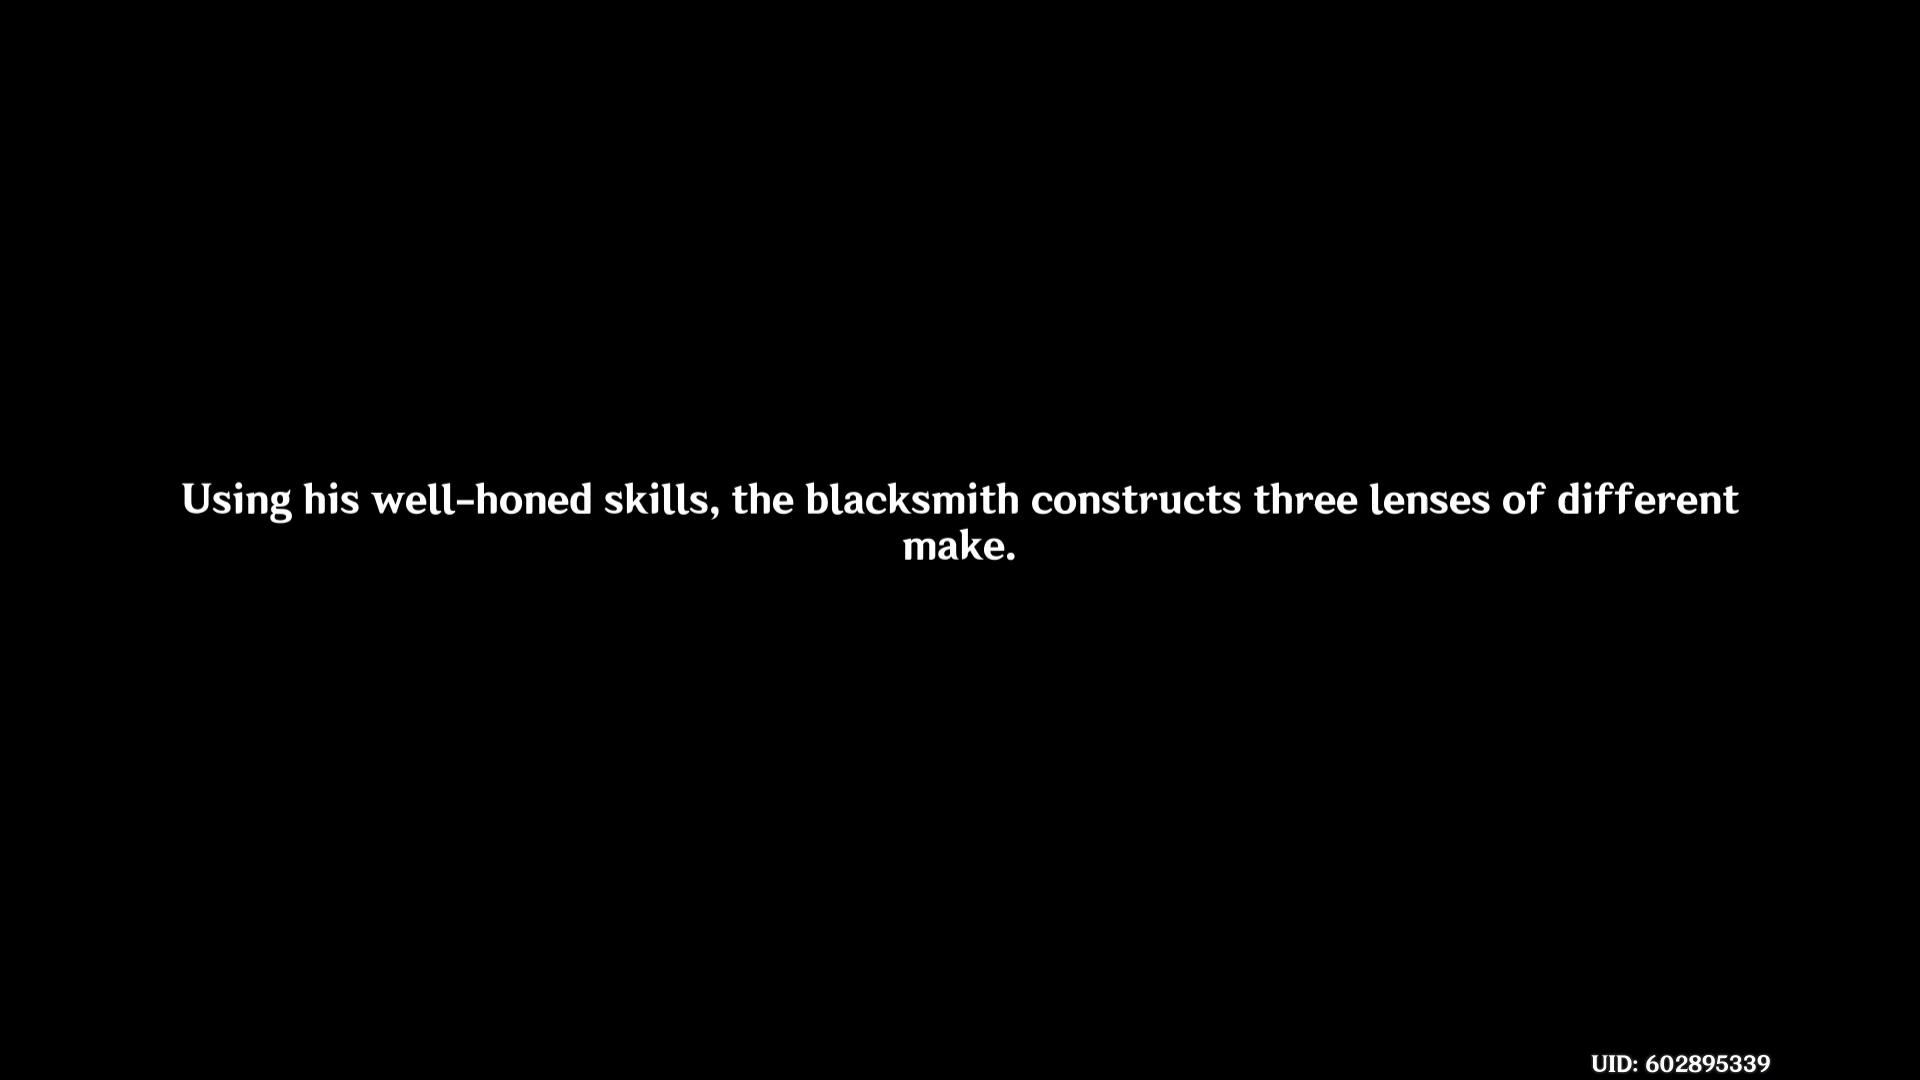 Using his well-honed skills, the blacksmith constructs three lenses of different
make.
UID: 602895339